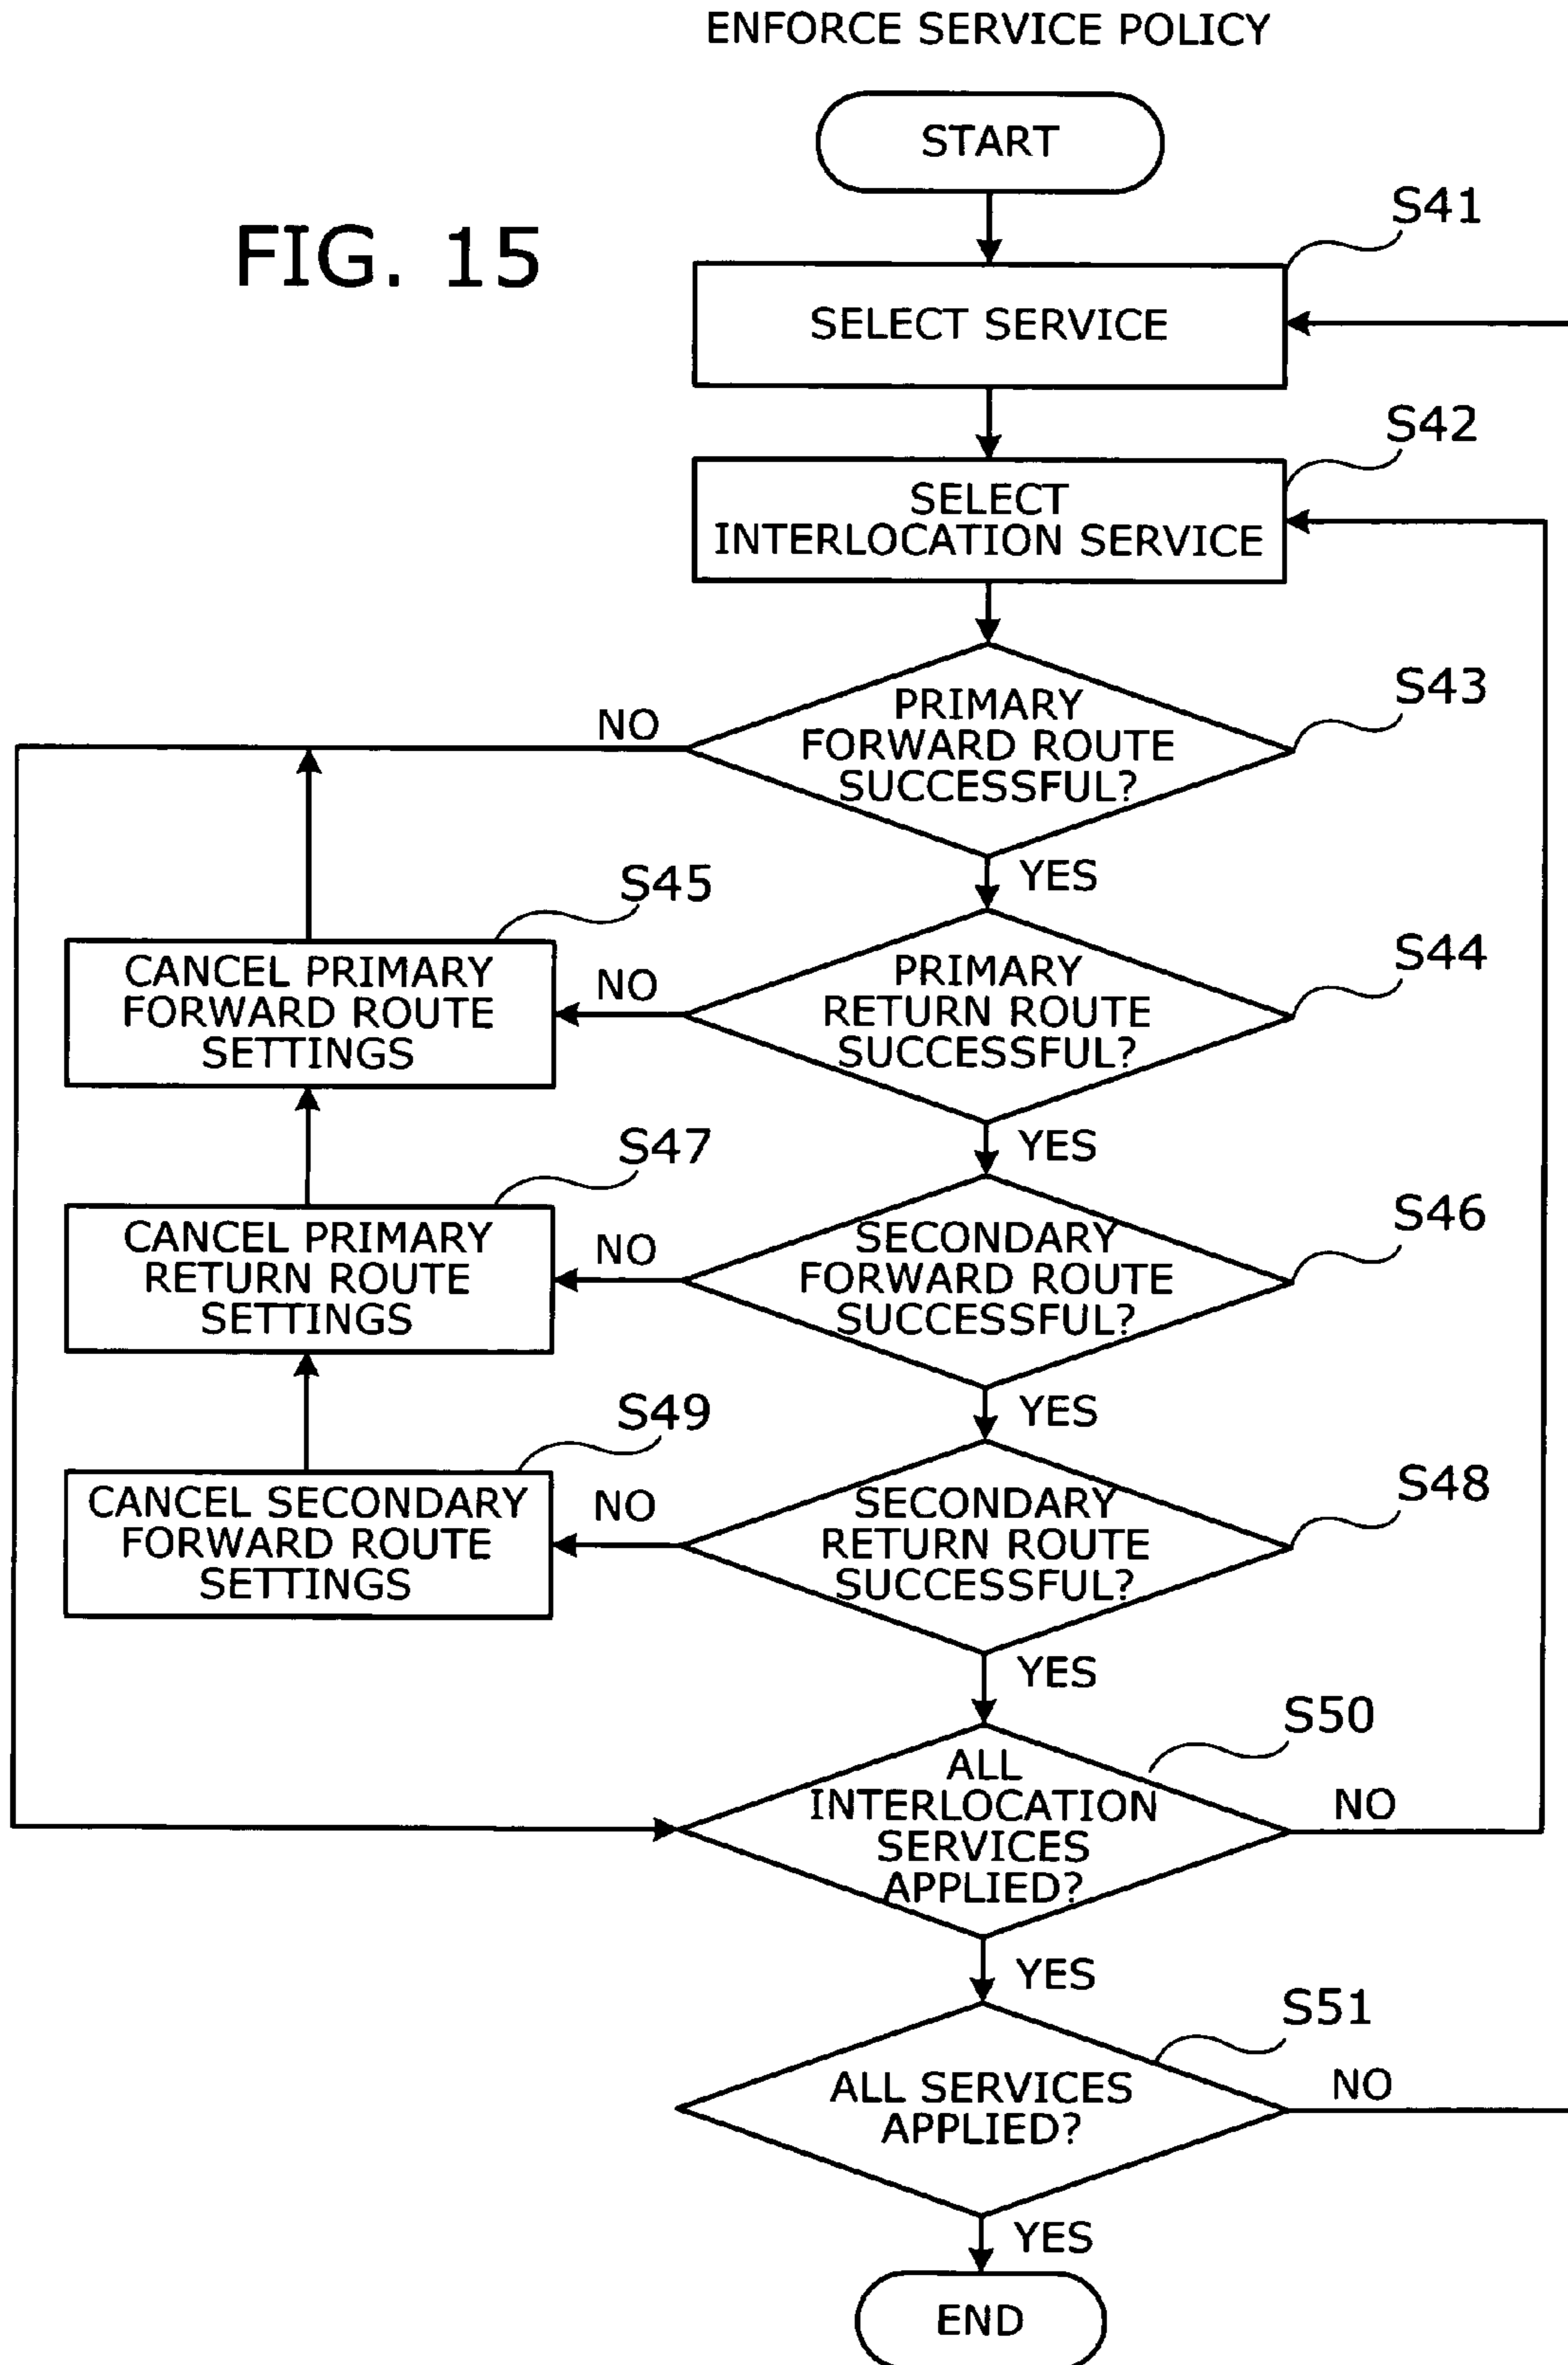 ENFORCE SERVICE POLICY
START
FIG. 15
S41
SELECT SERVICE
S42
SELECT
INTERLOCATION SERVICE
S43
NO
PRIMARY
FORWARD ROUTE
SUCCESSFUL?
YES
S45
CANCEL PRIMARY
FORWARD ROUTE
SETTINGS
NO
S44
PRIMARY
RETURN ROUTE
SUCCESSFUL?
YES
S47
CANCEL PRIMARY
RETURN ROUTE
SETTINGS
NO
S46
SECONDARY
FORWARD ROUTE
SUCCESSFUL?
YES
S49
CANCEL SECONDARY
FORWARD ROUTE
SETTINGS
NO
S48
SECONDARY
RETURN ROUTE
SUCCESSFUL?
YES
S50
ALL
INTERLOCATION
SERVICES
APPLIED?
NO
YES
S51
ALL SERVICES
APPLIED?
NO
YES
END